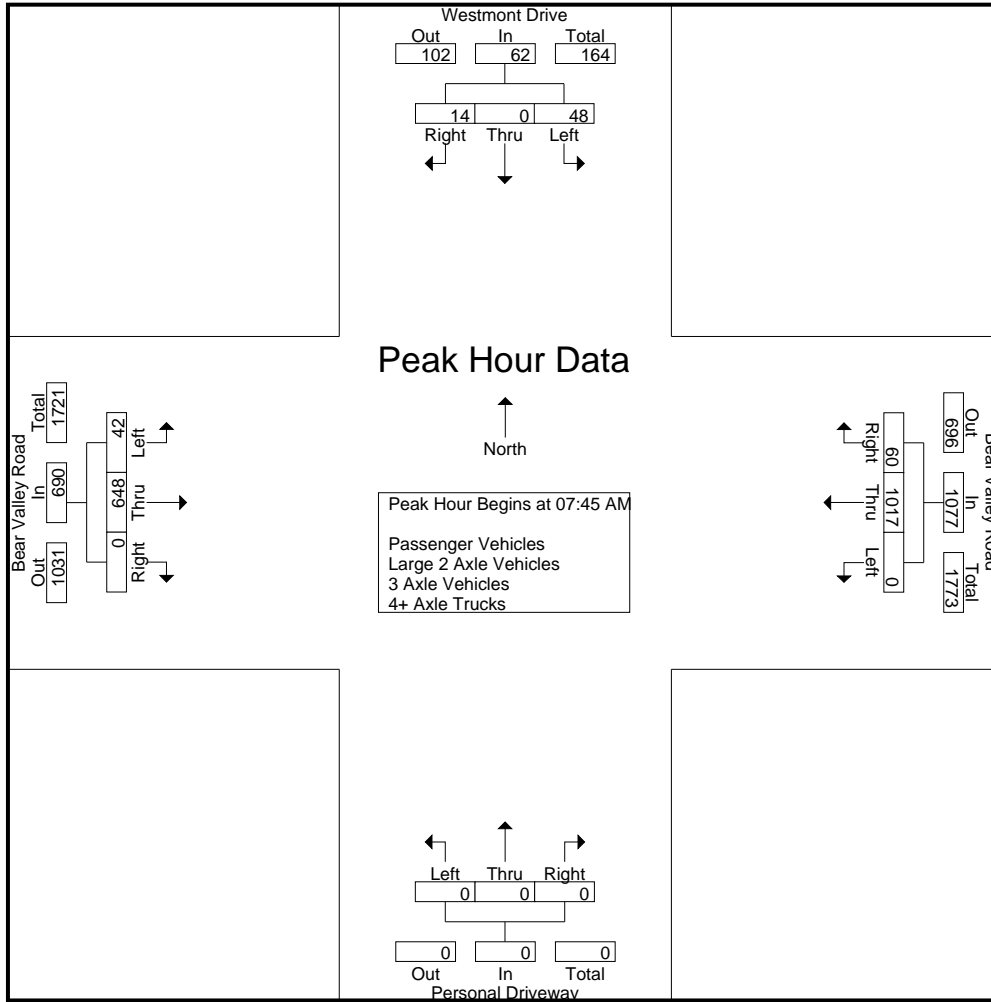 Westmont Drive
Out In Total
102 62 164
14 0 48
Right Thru Left
Peak Hour Data
North
Peak Hour Begins at 07:45 AM
Passenger Vehicles
Large 2 Axle Vehicles
3 Axle Vehicles
4+ Axle Trucks
Bear Valley Road
Out In Total
1031 690 1721
42 648 0
Left Thru Right
Bear Valley Road
Out In Total
696 1077 1773
60 1017 0
Right Thru Left
Left Thru Right
0 0 0
0 0 0
Out In Total
Personal Driveway